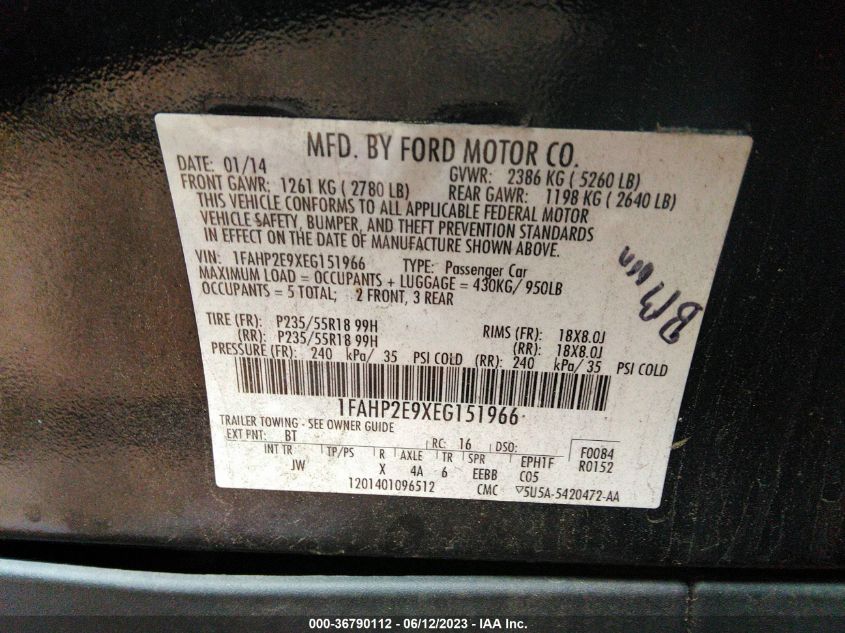 MFD. BY FORD MOTOR CO.
DATE: 01/14 GVWR: 2386 KG ( 5260 LB)
FRONT GAWR: 1261 KG ( 2780 LB) REAR GAWR: 1198 KG ( 2640 LB)
THIS VEHICLE CONFORMS TO ALL APPLICABLE FEDERAL MOTOR
VEHICLE SAFETY, BUMPER, AND THEFT PREVENTION STANDARDS
IN EFFECT ON THE DATE OF MANUFACTURE SHOWN ABOVE.
VIN: 1FAHP2E9XEG151966 TYPE: Passenger Car
MAXIMUM LOAD = OCCUPANTS + LUGGAGE = 430KG/ 950LB
OCCUPANTS = 5 TOTAL; 2 FRONT, 3 REAR
TIRE (FR): P235/55R18 99H RIMS (FR): 18X8.0J
(RR): P235/55R18 99H (RR): 18X8.0J
PRESSURE (FR): 240 kPa/ 35 PSI COLD (RR): 240 kPa/ 35 PSI COLD
1FAHP2E9XEG151966
TRAILER TOWING - SEE OWNER GUIDE
EXT PNT: BT RC: 16 DSO: F0084
INT TR TP/PS R AXLE TR SPR EPH1F R0152
JW X 4A 6 EEBB C05
1201401096512 CMC ▽5U5A-5420472-AA
000-36790112 - 06/12/2023 - IAA Inc.